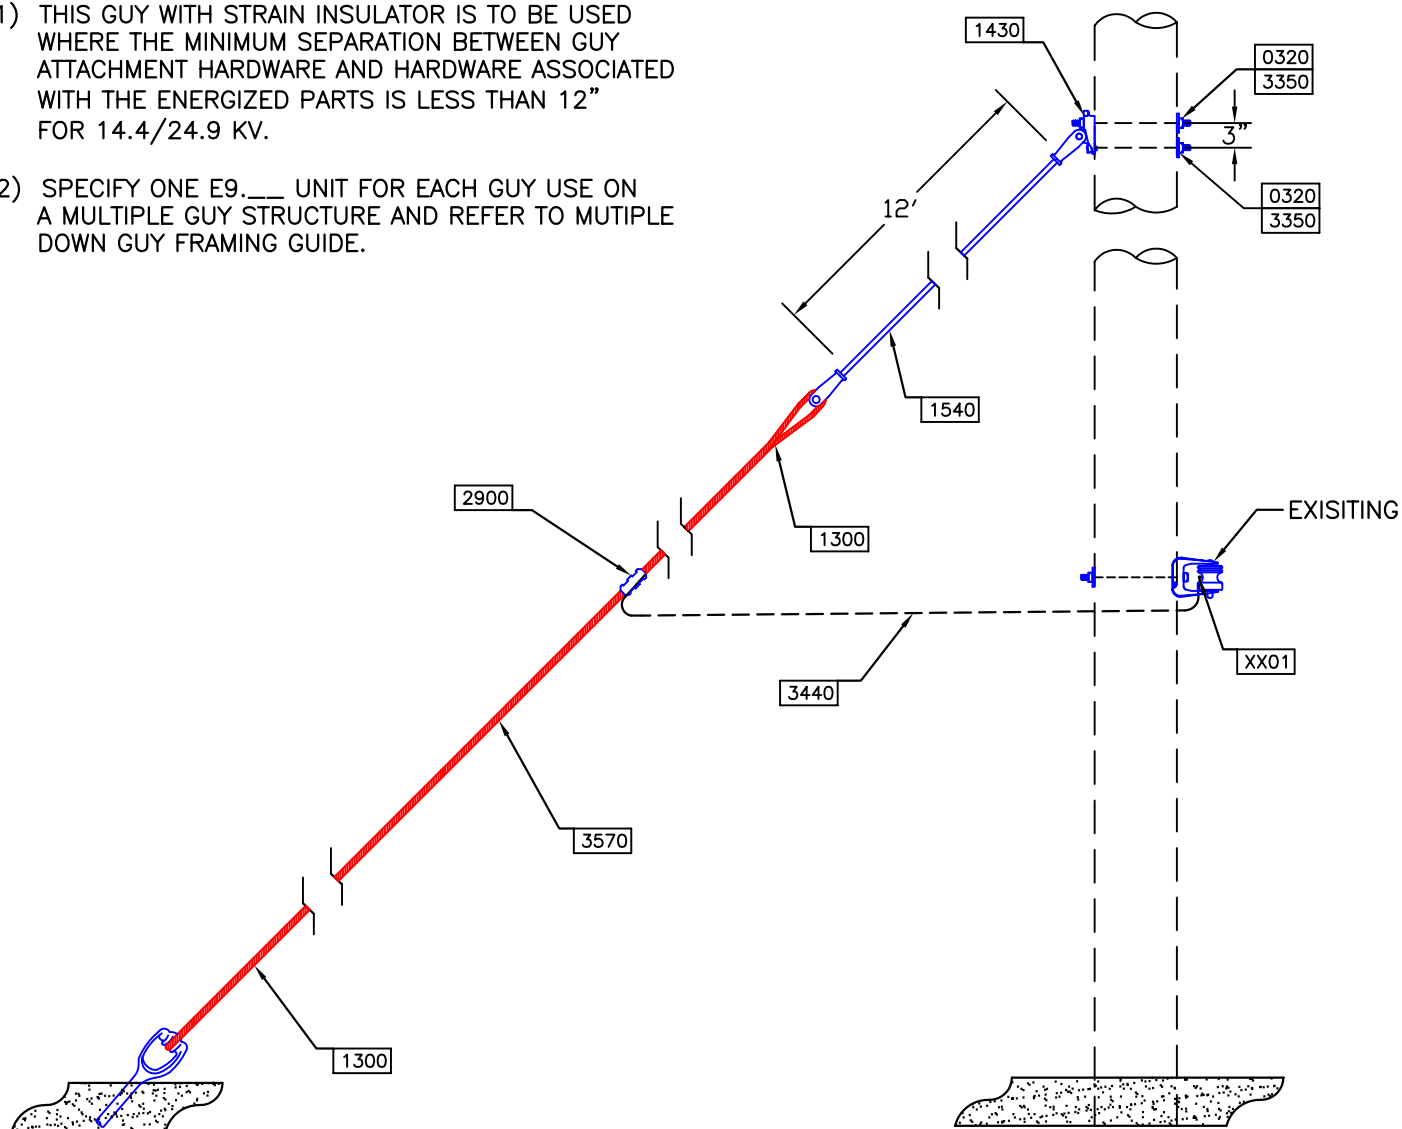 1) THIS GUY WITH STRAIN INSULATOR IS TO BE USED
WHERE THE MINIMUM SEPARATION BETWEEN GUY
ATTACHMENT HARDWARE AND HARDWARE ASSOCIATED
WITH THE ENERGIZED PARTS IS LESS THAN 12"
FOR 14.4/24.9 KV.
2) SPECIFY ONE E9.__ UNIT FOR EACH GUY USE ON
A MULTIPLE GUY STRUCTURE AND REFER TO MUTIPLE
DOWN GUY FRAMING GUIDE.
1430
0320
3350
3"
0320
3350
12'
1540
2900
1300
EXISITING
XX01
3440
3570
1300